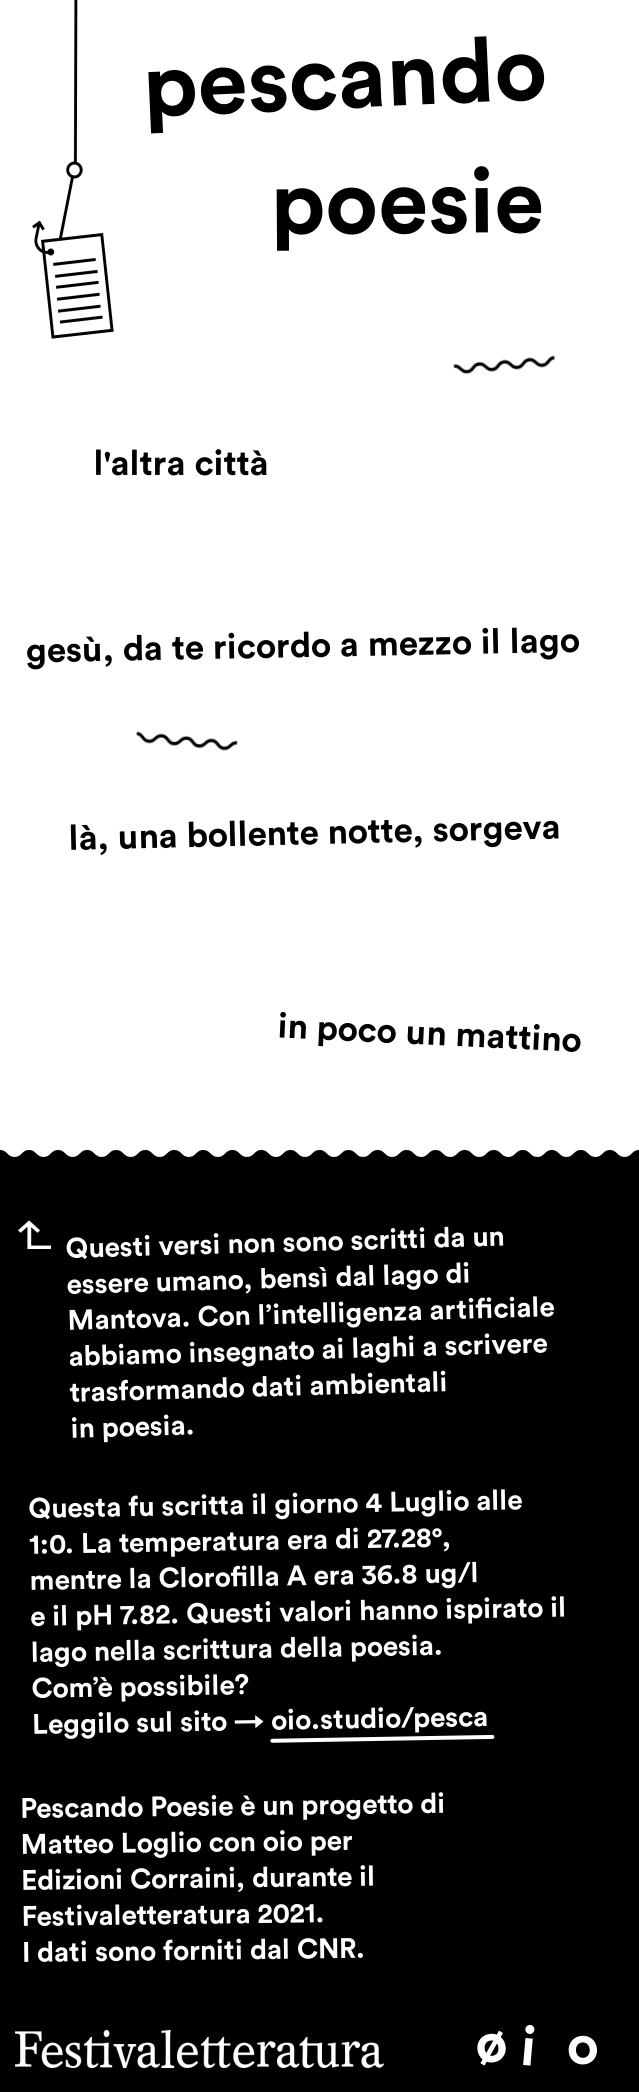 pescando
poesie
l'altra città
gesù, da te ricordo a mezzo il lago
là, una bollente notte, sorgeva
in poco un mattino
Questi versi non sono scritti da un
essere umano, bensì dal lago di
Mantova. Con l’intelligenza artificiale
abbiamo insegnato ai laghi a scrivere
trasformando dati ambientali
in poesia.
Questa fu scritta il giorno 4 Luglio alle
1:0. La temperatura era di 27.28°,
mentre la Clorofilla A era 36.8 ug/l
e il pH 7.82. Questi valori hanno ispirato il
lago nella scrittura della poesia.
Com’è possibile?
Leggilo sul sito → oio.studio/pesca
Pescando Poesie è un progetto di
Matteo Loglio con oio per
Edizioni Corraini, durante il
Festivaletteratura 2021.
I dati sono forniti dal CNR.
Festivaletteratura øio